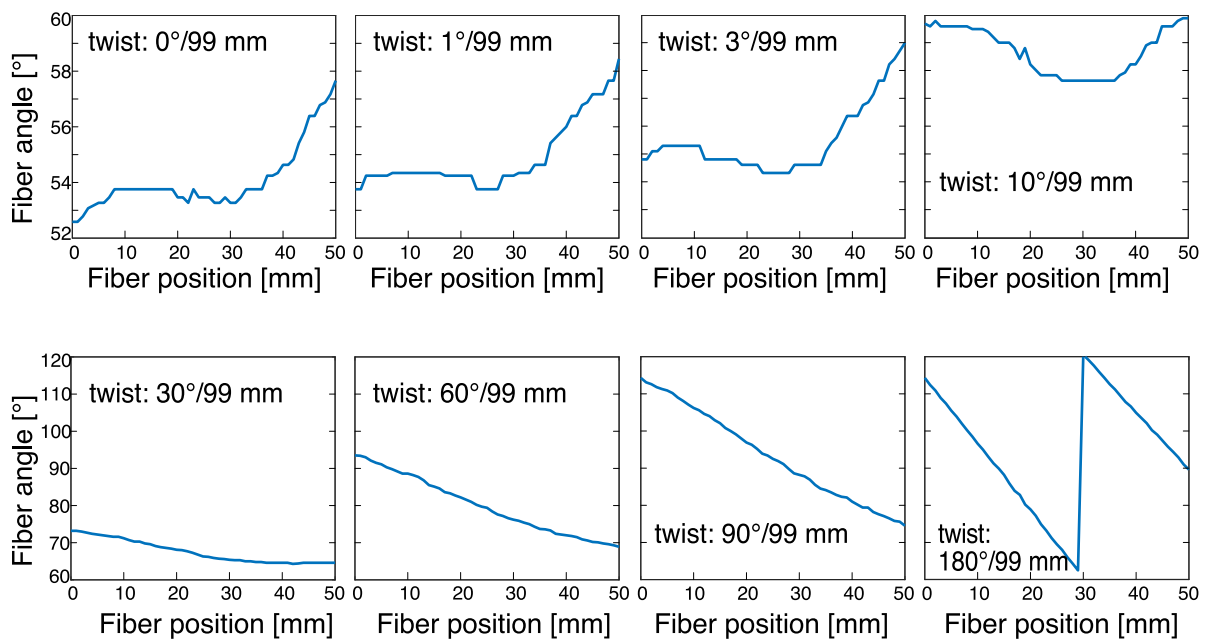 twist: 0°/99 mm
twist: 1°/99 mm
twist: 3°/99 mm
twist: 10°/99 mm
Fiber angle [°]
60
58
56
54
52
0 10 20 30 40 50
0 10 20 30 40 50
0 10 20 30 40 50
0 10 20 30 40 50
Fiber position [mm]
Fiber position [mm]
Fiber position [mm]
Fiber position [mm]
twist: 30°/99 mm
twist: 60°/99 mm
twist: 90°/99 mm
twist:
180°/99 mm
Fiber angle [°]
120
110
100
90
80
70
60
0 10 20 30 40 50
0 10 20 30 40 50
0 10 20 30 40 50
0 10 20 30 40 50
Fiber position [mm]
Fiber position [mm]
Fiber position [mm]
Fiber position [mm]